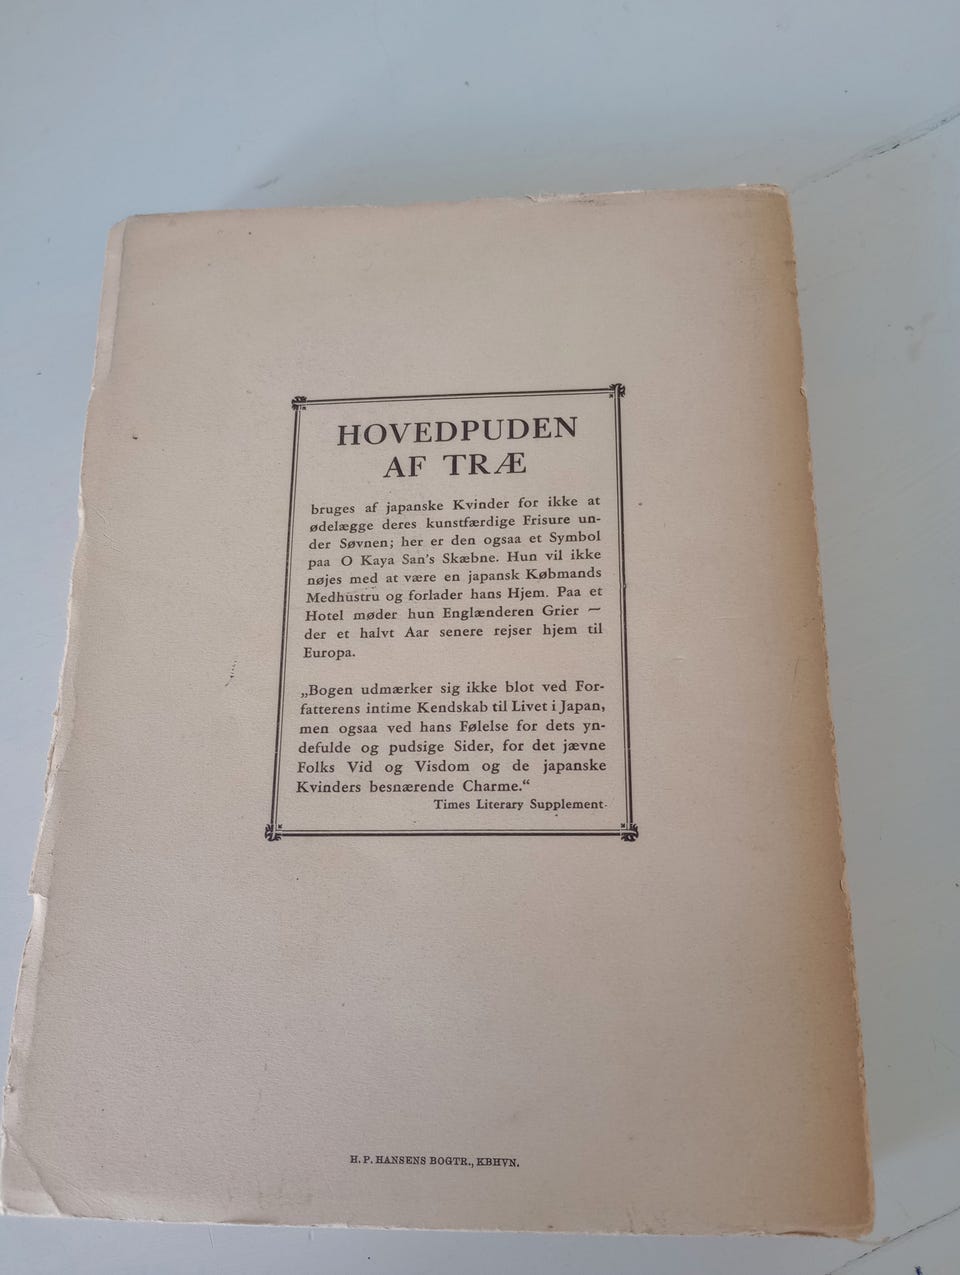 HOVEDPUDEN
AF TRÆ
bruges af japanske Kvinder for ikke at
ødelægge deres kunstfærdige Frisure un-
der Søvnen; her er den ogsaa et Symbol
paa O Kaya San's Skæbne. Hun vil ikke
nøjes med at være en japansk Købmands
Medhustru og forlader hans Hjem. Paa et
Hotel møder hun Englænderen Grier —
der et halvt Aar senere rejser hjem til
Europa.
„Bogen udmærker sig ikke blot ved For-
fatterens intime Kendskab til Livet i Japan,
men ogsaa ved hans Følelse for dets yn-
defulde og pudsige Sider, for det jævne
Folks Vid og Visdom og de japanske
Kvinders besnærende Charme.“
Times Literary Supplement.
H. P. HANSENS BOGTR., KBHVN.